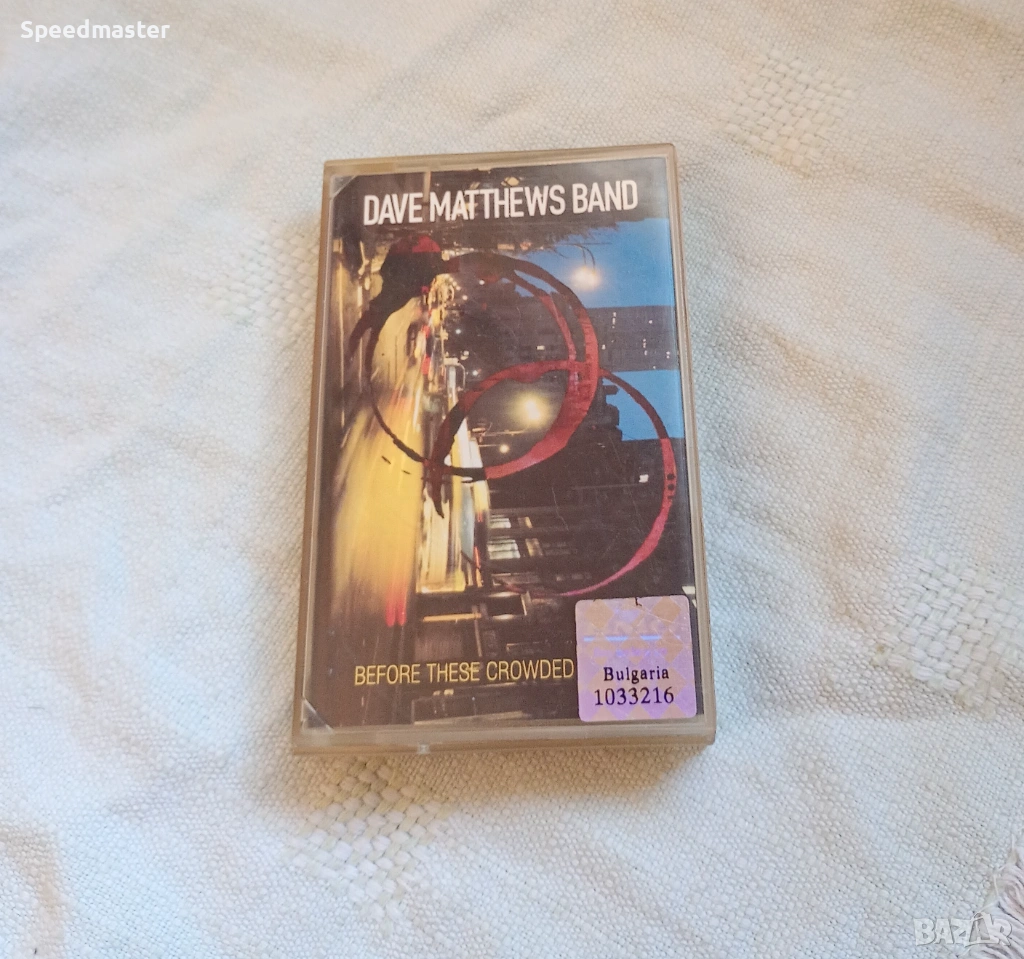 Speedmaster
DAVE MATTHEWS BAND
BEFORE THESE CROWDED
Bulgaria
1033216
BAZAR